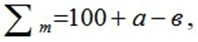 ∑ₘ=100 + a − в,